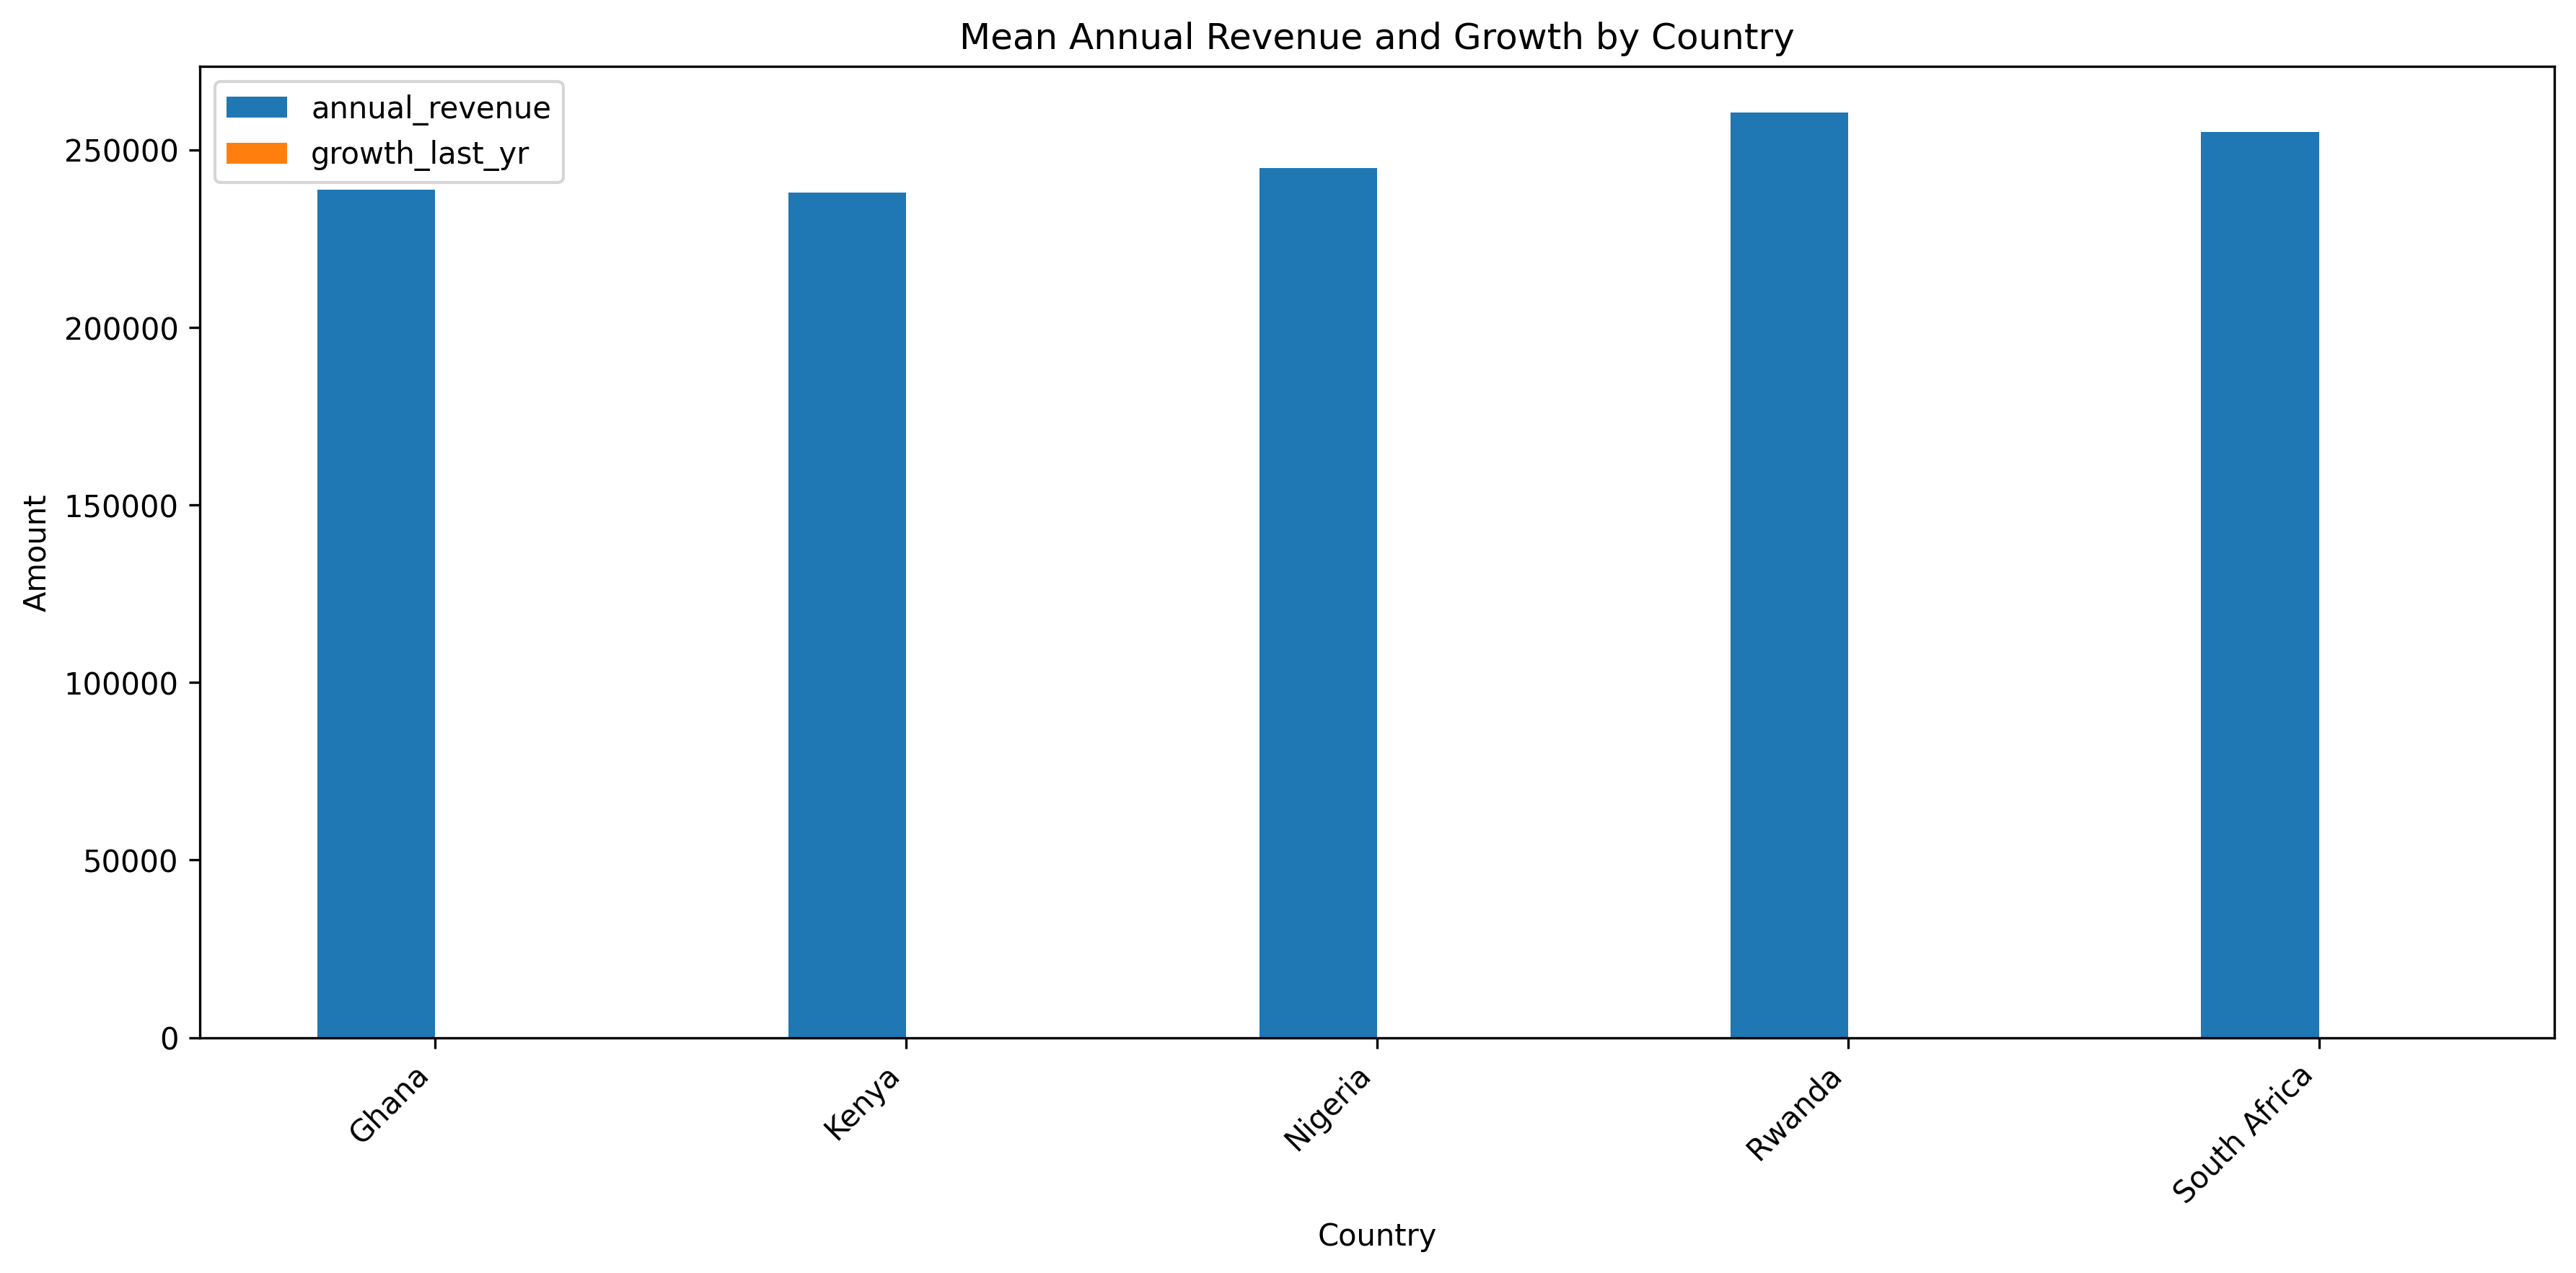 Mean Annual Revenue and Growth by Country
annual_revenue
growth_last_yr
250000
200000
150000
100000
50000
0
Amount
Ghana
Kenya
Nigeria
Rwanda
South Africa
Country